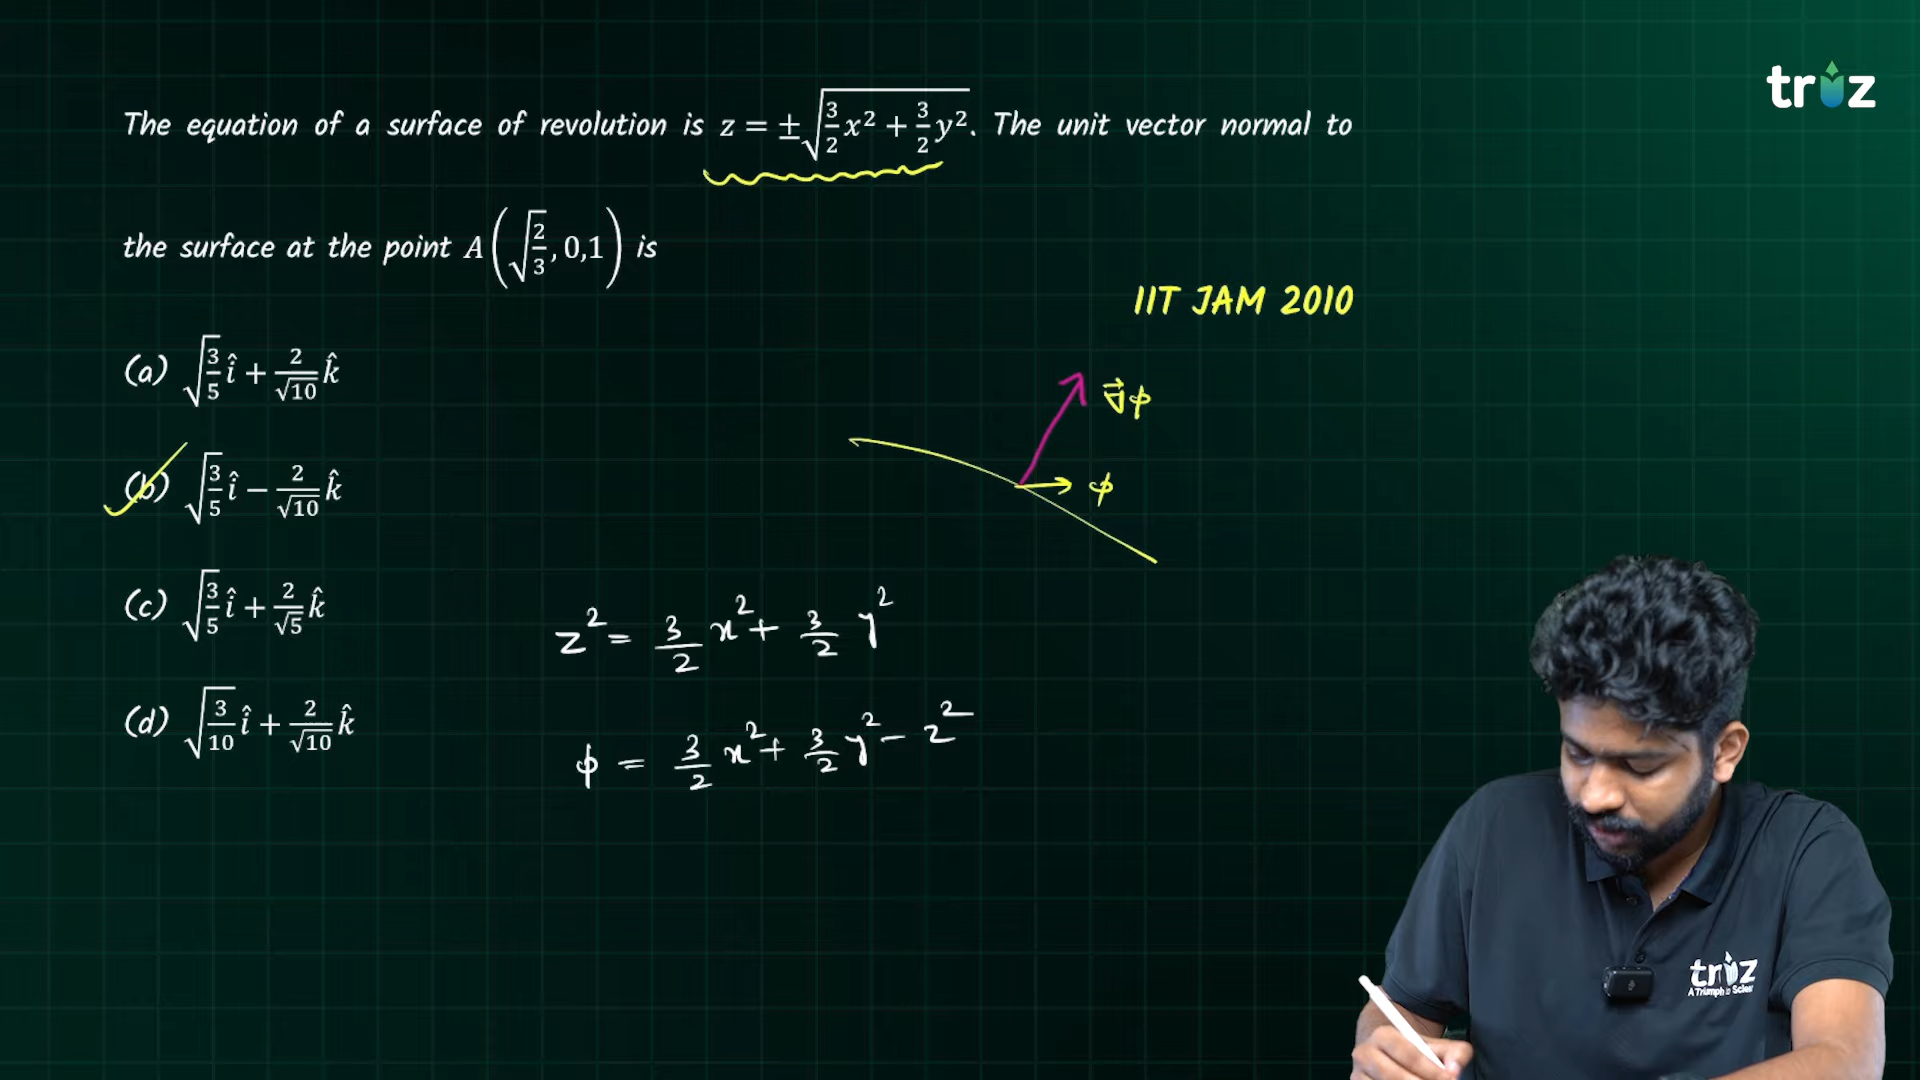 truz
The equation of a surface of revolution is z = ±√(3/2 x² + 3/2 y²). The unit vector normal to
the surface at the point A(√(2/3), 0,1) is
IIT JAM 2010
(a) √(3/5) î + 2/√10 k̂
∇⃗ϕ
(b) √(3/5) î − 2/√10 k̂
ϕ
(c) √(3/5) î + 2/√5 k̂
z² = 3/2 x² + 3/2 y²
(d) √(3/10) î + 2/√10 k̂
ϕ = 3/2 x² + 3/2 y² − z²
truz